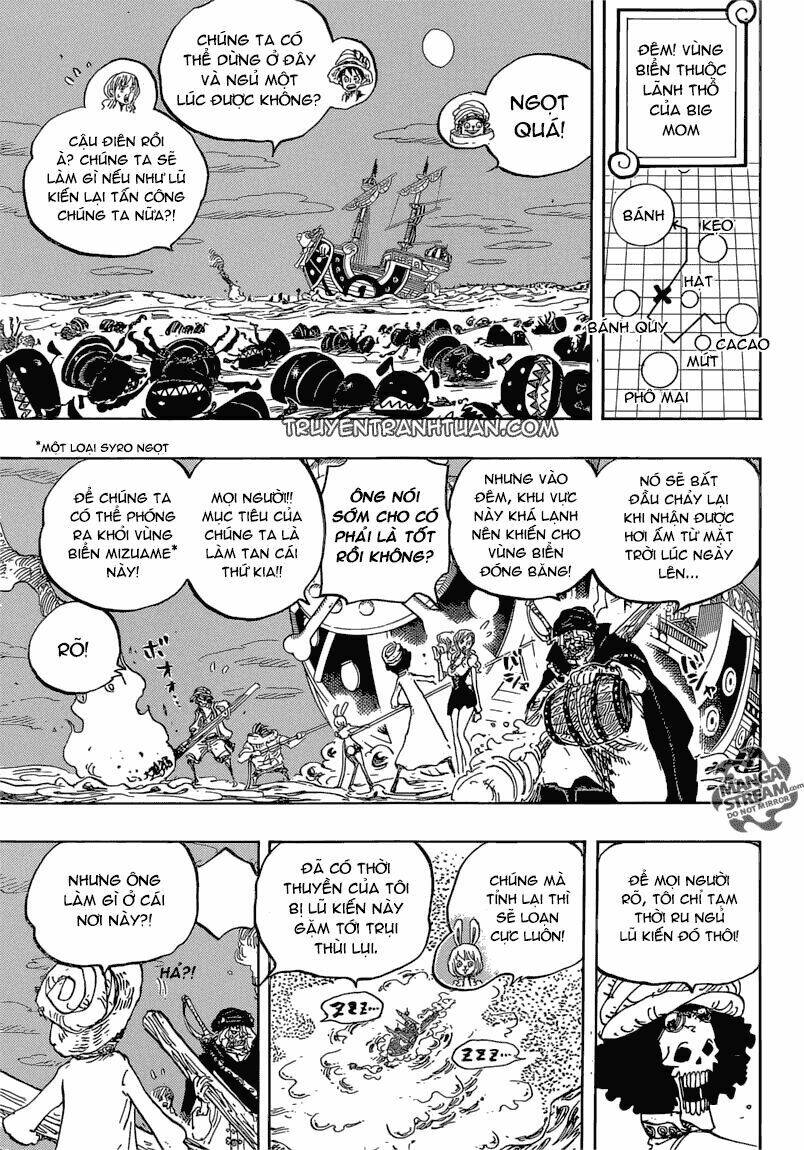 ĐÊM! VÙNG
BIỂN THUỘC
LÃNH THỔ
CỦA BIG
MOM
BÁNH
KẸO
HẠT
BÁNH QUY
CACAO
MỨT
PHÔ MAI
NGỌT
QUÁ!
CHÚNG TA CÓ
THỂ DỪNG Ở ĐÂY
VÀ NGỦ MỘT
LÚC ĐƯỢC KHÔNG?
CẬU ĐIÊN RỒI
À? CHÚNG TA SẼ
LÀM GÌ NẾU NHƯ LŨ
KIẾN LẠI TẤN CÔNG
CHÚNG TA NỮA?!
TRUYENTRANHTUAN.COM
*MỘT LOẠI SYRO NGỌT
NÓ SẼ BẮT
ĐẦU CHẢY LẠI
KHI NHẬN ĐƯỢC
HƠI ẤM TỪ MẶT
TRỜI LÚC NGÀY
LÊN...
NHƯNG VÀO
ĐÊM, KHU VỰC
NÀY KHÁ LẠNH
NÊN KHIẾN CHO
VÙNG BIỂN
ĐÓNG BĂNG!
ÔNG NÓI
SỚM CHO CÓ
PHẢI LÀ TỐT
RỒI KHÔNG?
MỌI NGƯỜI!!
MỤC TIÊU CỦA
CHÚNG TA LÀ
LÀM TAN CÁI
THỨ KIA!!
ĐỂ CHÚNG TA
CÓ THỂ PHÓNG
RA KHỎI VÙNG
BIỂN MIZUAME*
NÀY!
RÕ!
ボオォ…
MANGA
STREAM.com
DO NOT MIRROR
ĐỂ MỌI NGƯỜI
RÕ, TÔI CHỈ TẠM
THỜI RU NGỦ
LŨ KIẾN ĐÓ THÔI!
CHÚNG MÀ
TỈNH LẠI THÌ
SẼ LOẠN
CỰC LUÔN!
ĐÃ CÓ THỜI
THUYỀN CỦA TÔI
BỊ LŨ KIẾN NÀY
GẶM TỚI TRỤI
THÙI LỤI.
ZZZ...
ZZZ...
NHƯNG ÔNG
LÀM GÌ Ở CÁI
NƠI NÀY?!
HẢ?!